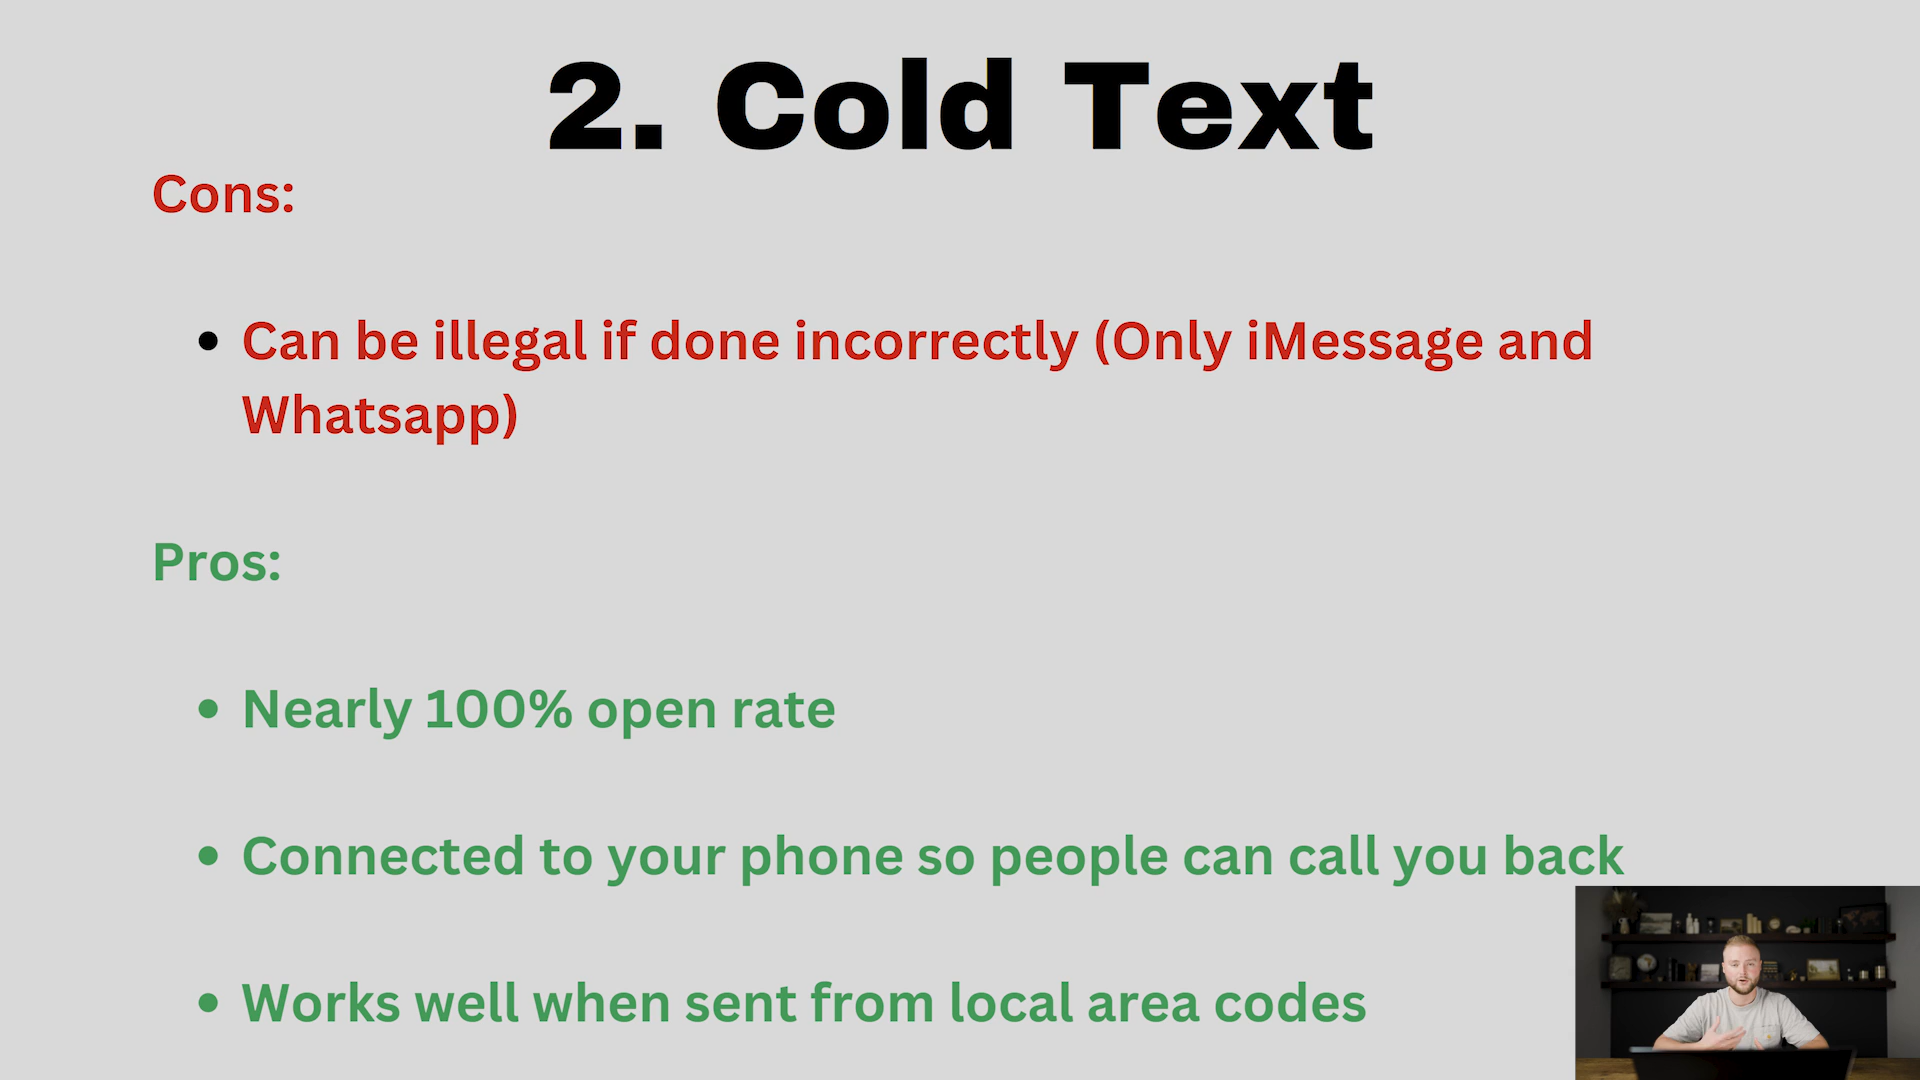 2. Cold Text
Cons:
Can be illegal if done incorrectly (Only iMessage and
Whatsapp)
Pros:
Nearly 100% open rate
Connected to your phone so people can call you back
Works well when sent from local area codes